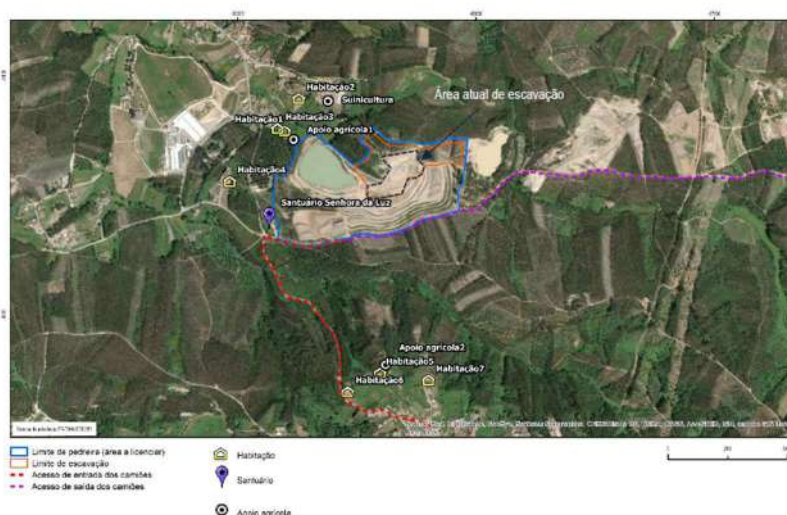 Habitação2
Suinicultura
Área atual de escavação
Habitação1
Habitação3
Apoio agrícola1
Habitação4
Santuário Senhora da Luz
Apoio agrícola2
Habitação5
Habitação7
Habitação6
Limite de pedreira (área a licenciar)
Limite de escavação
Acesso de entrada dos camiões
Acesso de saída dos camiões
Habitação
Santuário
Apoio agrícola